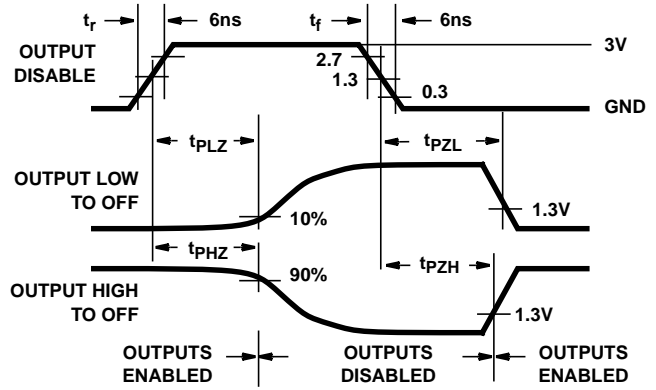 tr 6ns tf 6ns
OUTPUT
DISABLE
3V
2.7
1.3
0.3
GND
tPLZ tPZL
OUTPUT LOW
TO OFF
10%
1.3V
tPHZ tPZH
OUTPUT HIGH
TO OFF
90%
1.3V
OUTPUTS
ENABLED
OUTPUTS
DISABLED
OUTPUTS
ENABLED